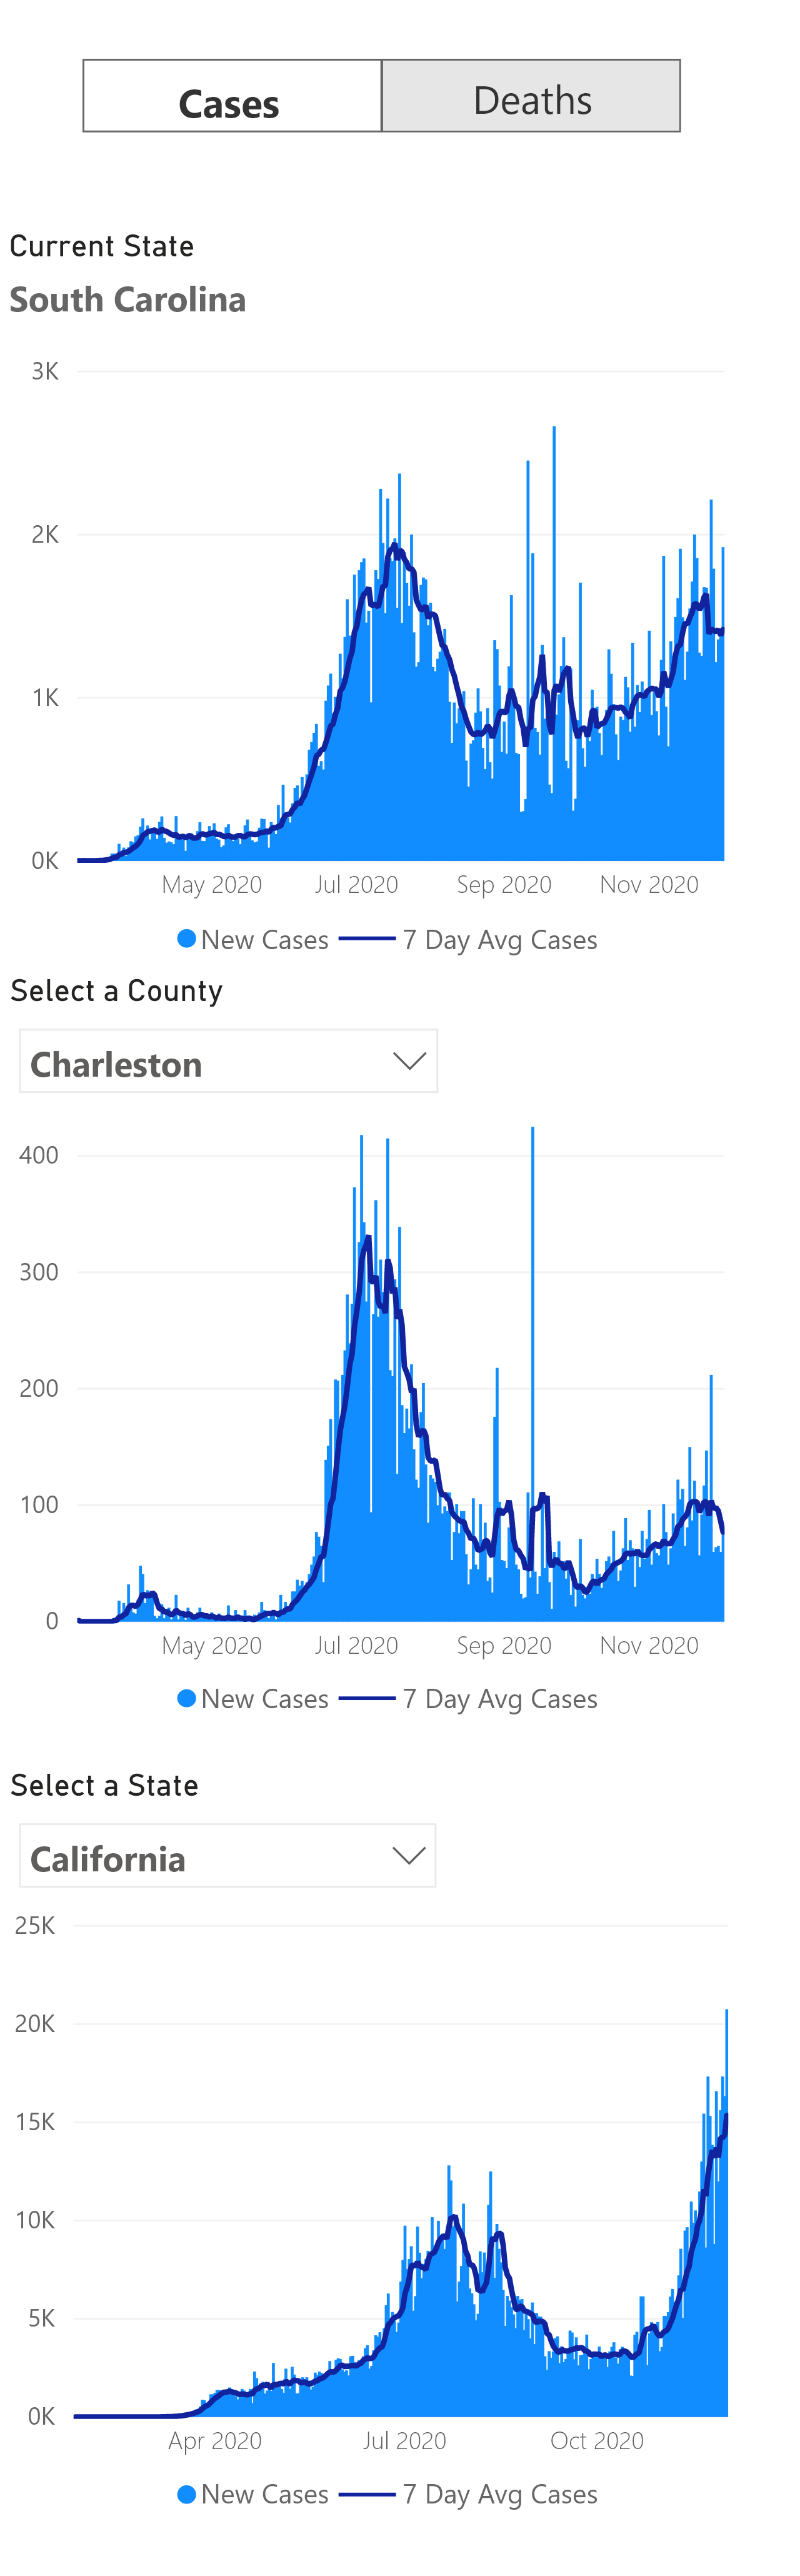 Cases Deaths
Current State
South Carolina
3K
2K
1K
0K
May 2020 Jul 2020 Sep 2020 Nov 2020
New Cases 7 Day Avg Cases
Select a County
Charleston
400
300
200
100
0
May 2020 Jul 2020 Sep 2020 Nov 2020
New Cases 7 Day Avg Cases
Select a State
California
25K
20K
15K
10K
5K
0K
Apr 2020 Jul 2020 Oct 2020
New Cases 7 Day Avg Cases